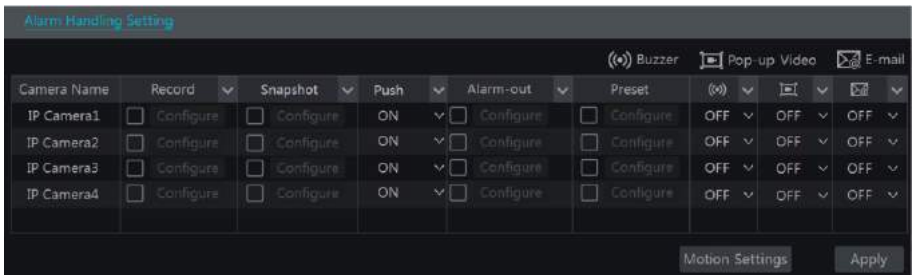 Alarm Handling Setting
Buzzer Pop-up Video E-mail
Camera Name Record Snapshot Push Alarm-out Preset
IP Camera1 Configure Configure ON Configure Configure OFF OFF OFF
IP Camera2 Configure Configure ON Configure Configure OFF OFF OFF
IP Camera3 Configure Configure ON Configure Configure OFF OFF OFF
IP Camera4 Configure Configure ON Configure Configure OFF OFF OFF
Motion Settings Apply